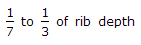 1/7 to 1/3 of rib depth